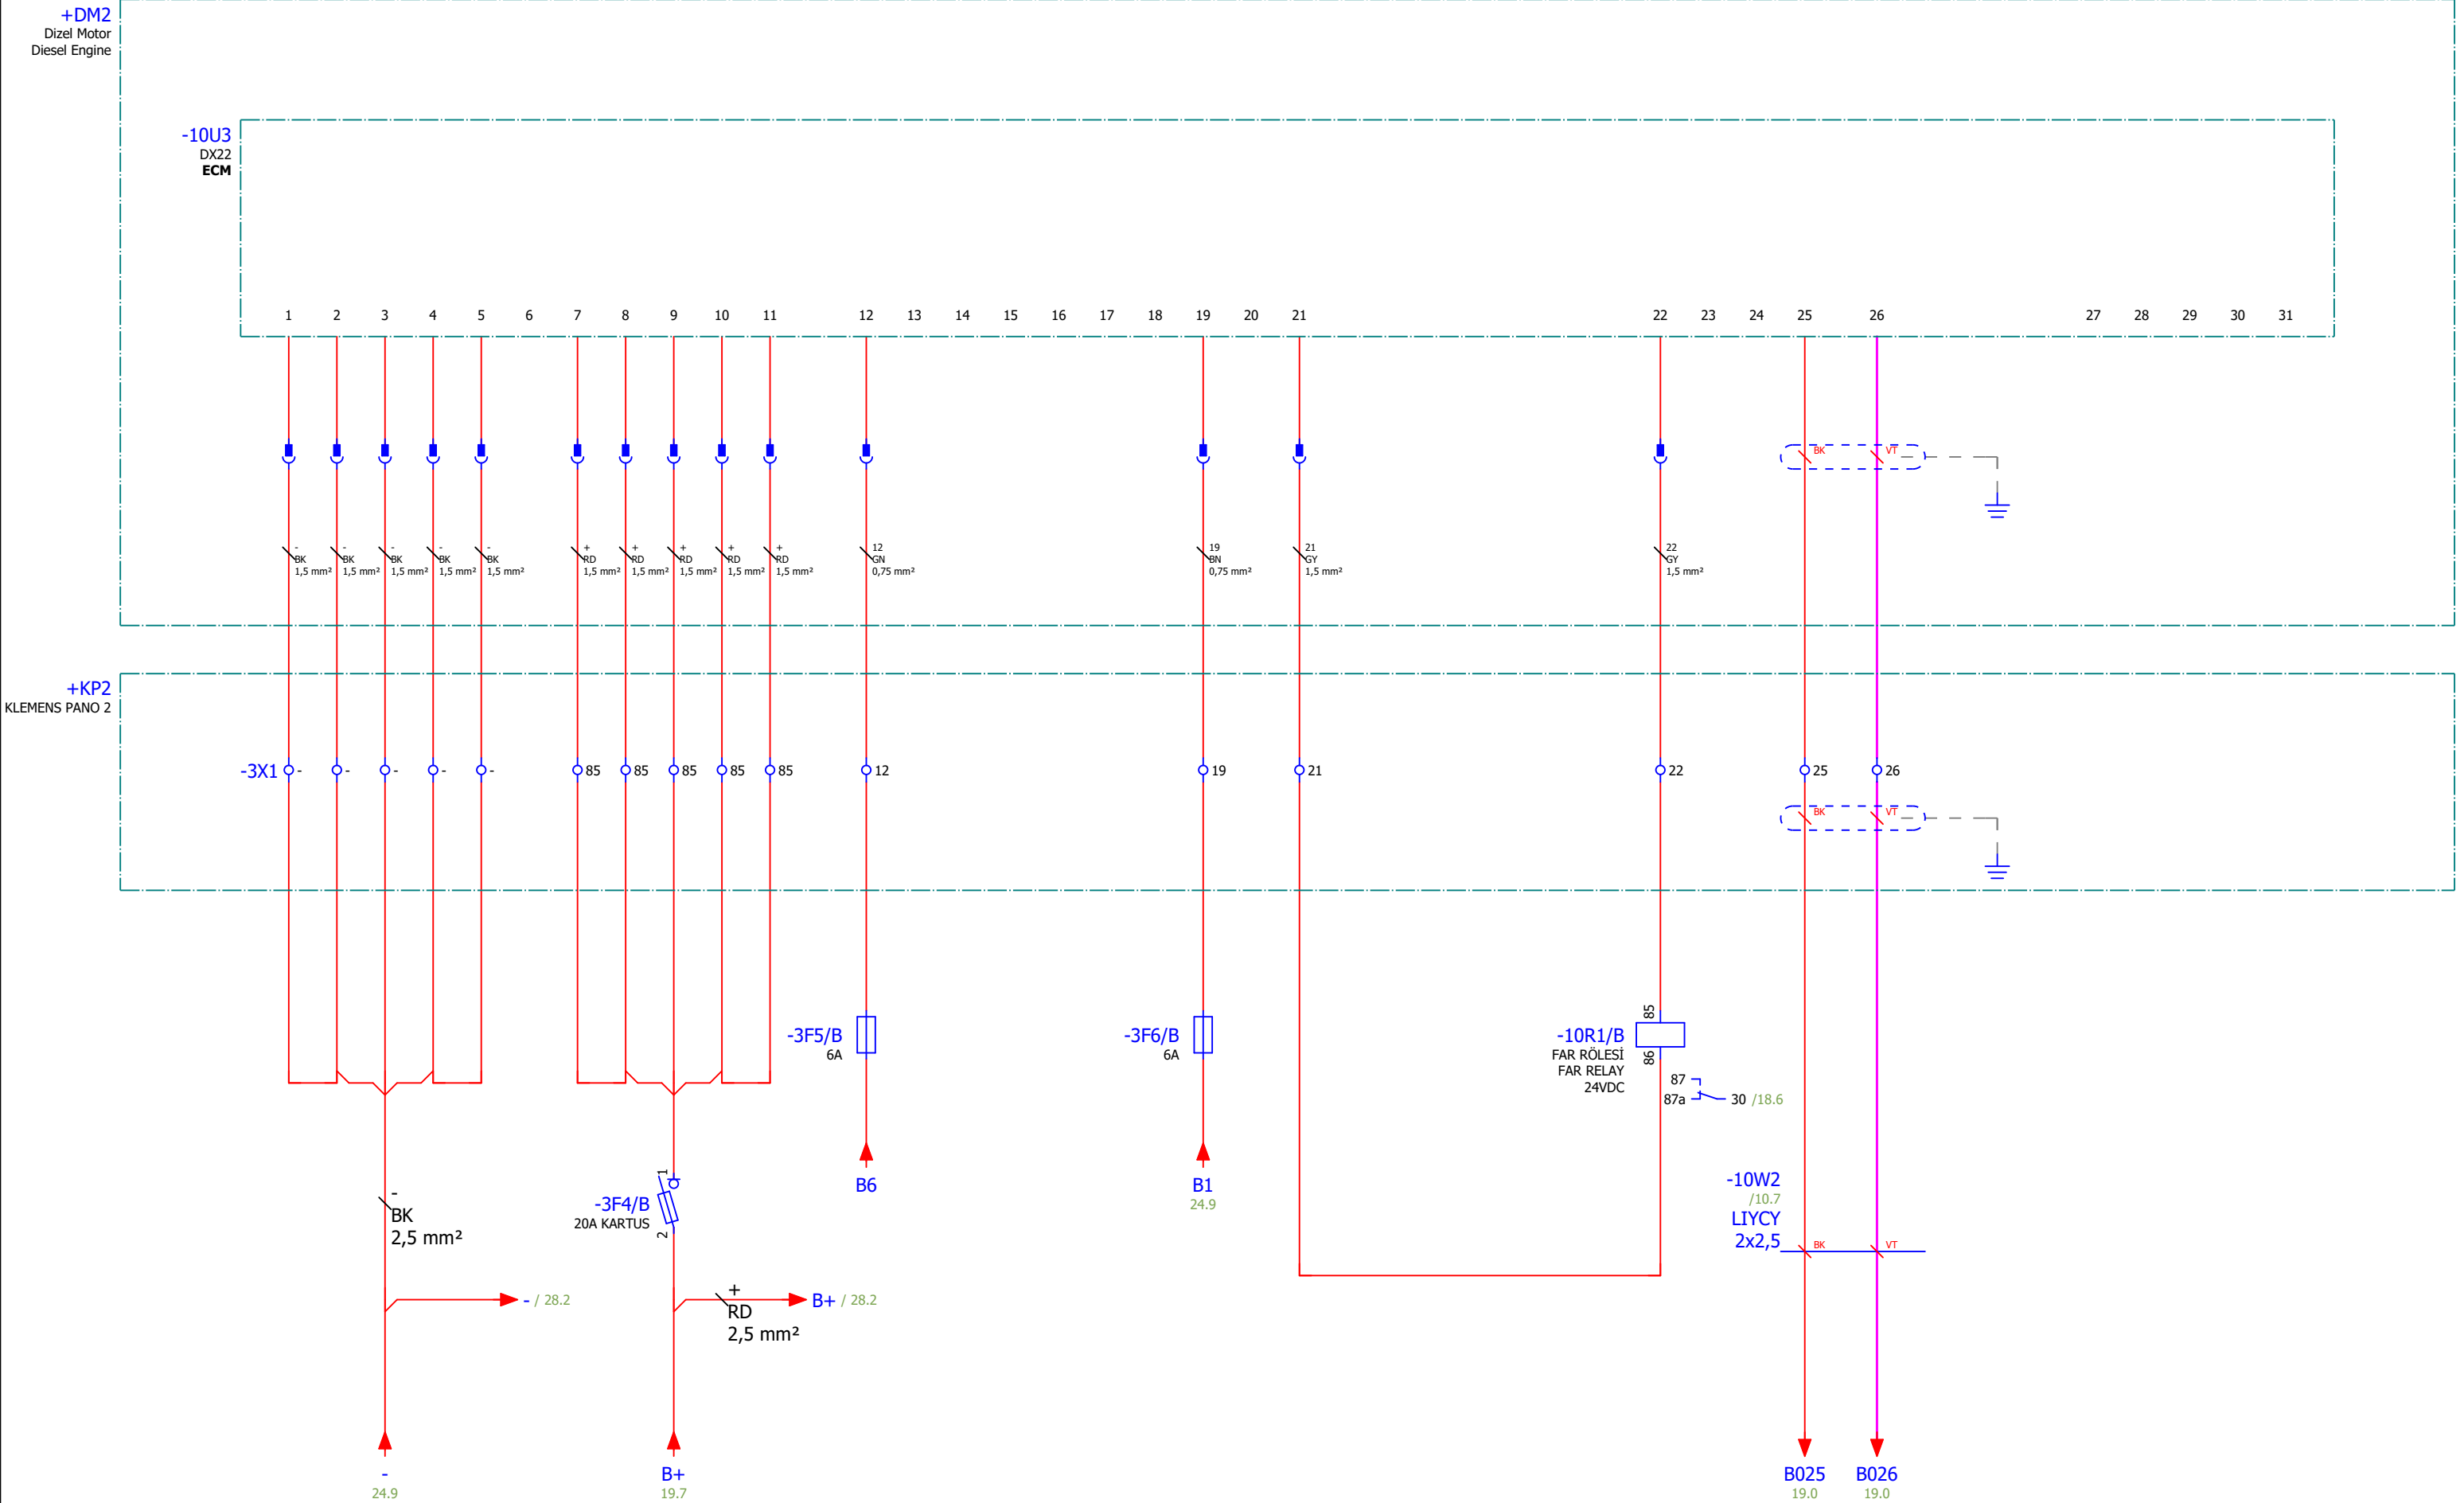 +DM2
Dizel Motor
Diesel Engine
-10U3
DX22
ECM
1 2 3 4 5 6 7 8 9 10 11 12 13 14 15 16 17 18 19 20 21 22 23 24 25 26 27 28 29 30 31
BK VT
- - - - - + + + + + 12 19 21 22
BK BK BK BK BK RD RD RD RD RD GN BN GY GY
1,5 mm² 1,5 mm² 1,5 mm² 1,5 mm² 1,5 mm² 1,5 mm² 1,5 mm² 1,5 mm² 1,5 mm² 1,5 mm² 0,75 mm² 0,75 mm² 1,5 mm² 1,5 mm²
+KP2
KLEMENS PANO 2
-3X1 - - - - - 85 85 85 85 85 12 19 21 22 25 26
BK VT
-3F5/B
6A
-3F6/B
6A
85
-10R1/B
86
FAR RÖLESİ
FAR RELAY
24VDC
87
87a 30 /18.6
B6
B1
24.9
-
BK
2,5 mm²
1
-3F4/B
20A KARTUS
2
-10W2
/10.7
LIYCY
2x2,5
BK VT
- / 28.2
+
RD
2,5 mm²
B+ / 28.2
-
24.9
B+
19.7
B025
19.0
B026
19.0